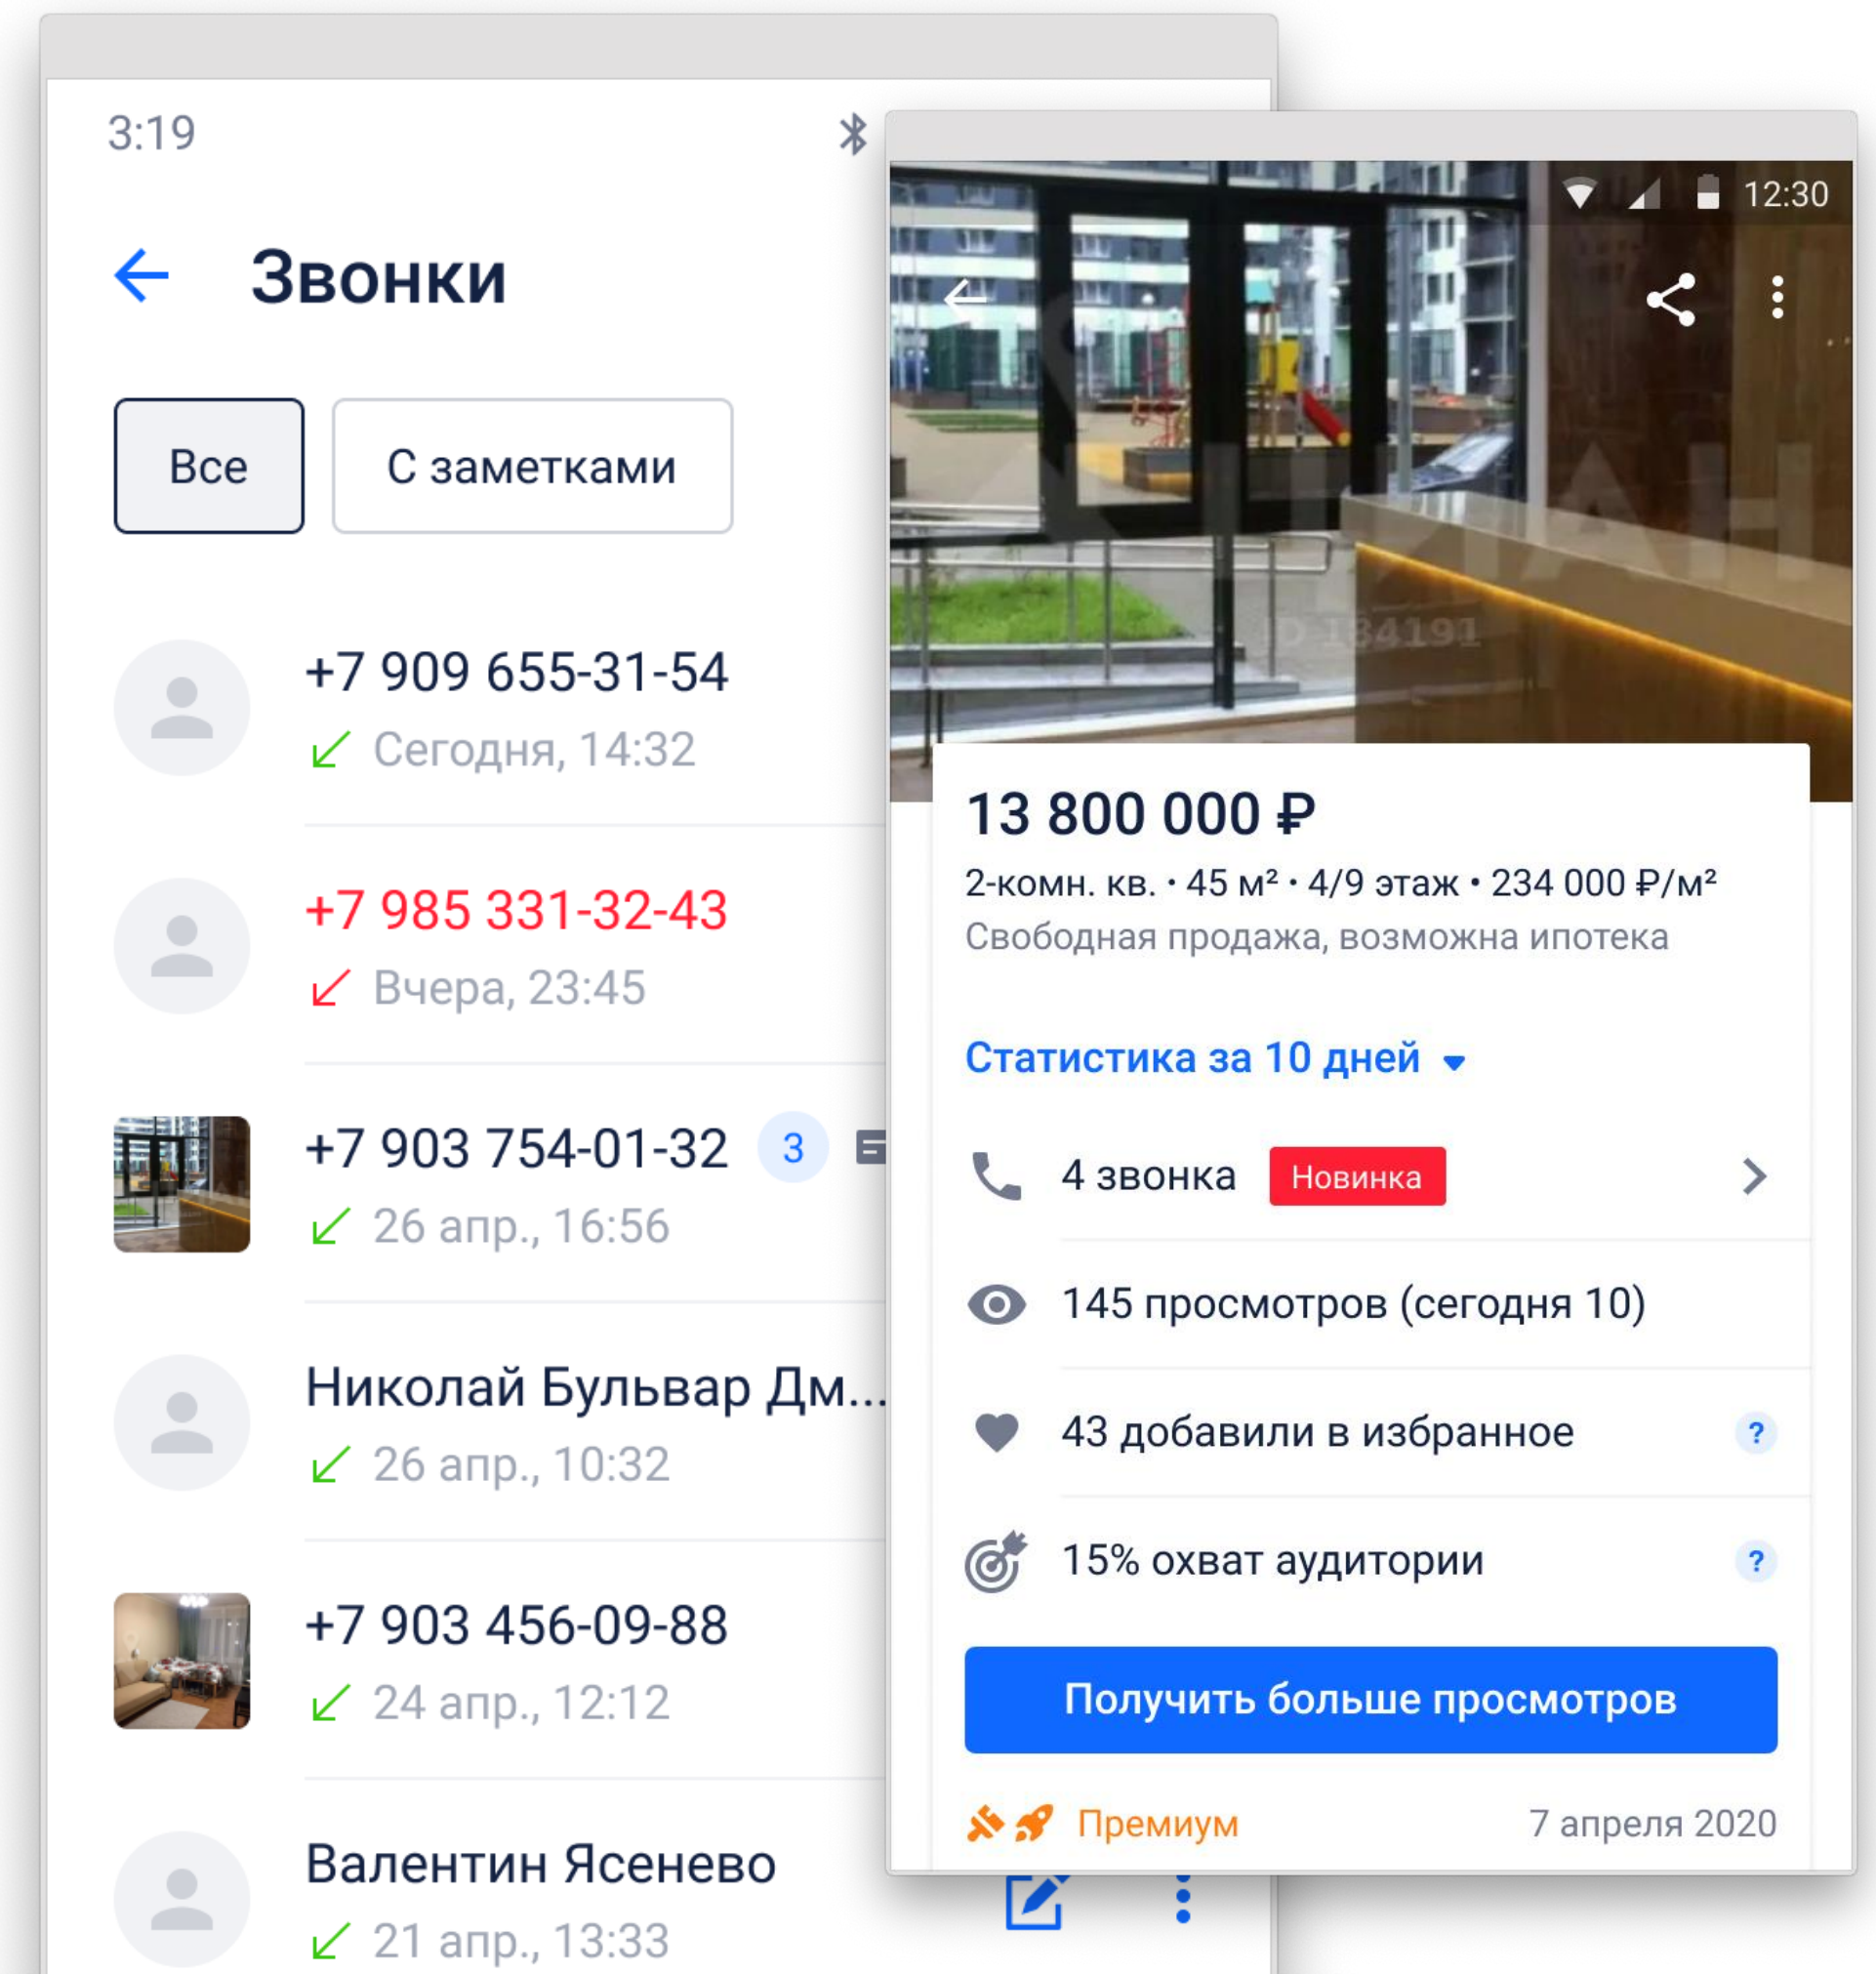 3:19
Звонки
Все
С заметками
+7 909 655-31-54
Сегодня, 14:32
+7 985 331-32-43
Вчера, 23:45
+7 903 754-01-32 3
26 апр., 16:56
Николай Бульвар Дм...
26 апр., 10:32
+7 903 456-09-88
24 апр., 12:12
Валентин Ясенево
21 апр., 13:33
12:30
ЦИАН
ID 184191
13 800 000 ₽
2-комн. кв. • 45 м² • 4/9 этаж • 234 000 ₽/м²
Свободная продажа, возможна ипотека
Статистика за 10 дней
4 звонка Новинка
145 просмотров (сегодня 10)
43 добавили в избранное ?
15% охват аудитории ?
Получить больше просмотров
Премиум 7 апреля 2020